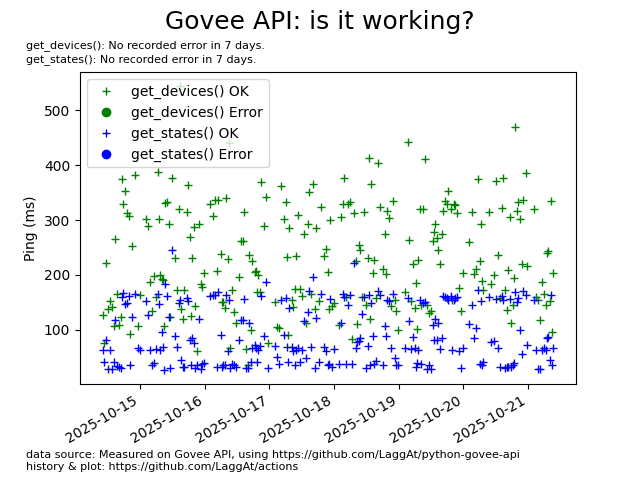 Govee API: is it working?
get_devices(): No recorded error in 7 days.
get_states(): No recorded error in 7 days.
get_devices() OK
get_devices() Error
get_states() OK
get_states() Error
Ping (ms)
500
400
300
200
100
2025-10-15
2025-10-16
2025-10-17
2025-10-18
2025-10-19
2025-10-20
2025-10-21
data source: Measured on Govee API, using https://github.com/LaggAt/python-govee-api
history & plot: https://github.com/LaggAt/actions